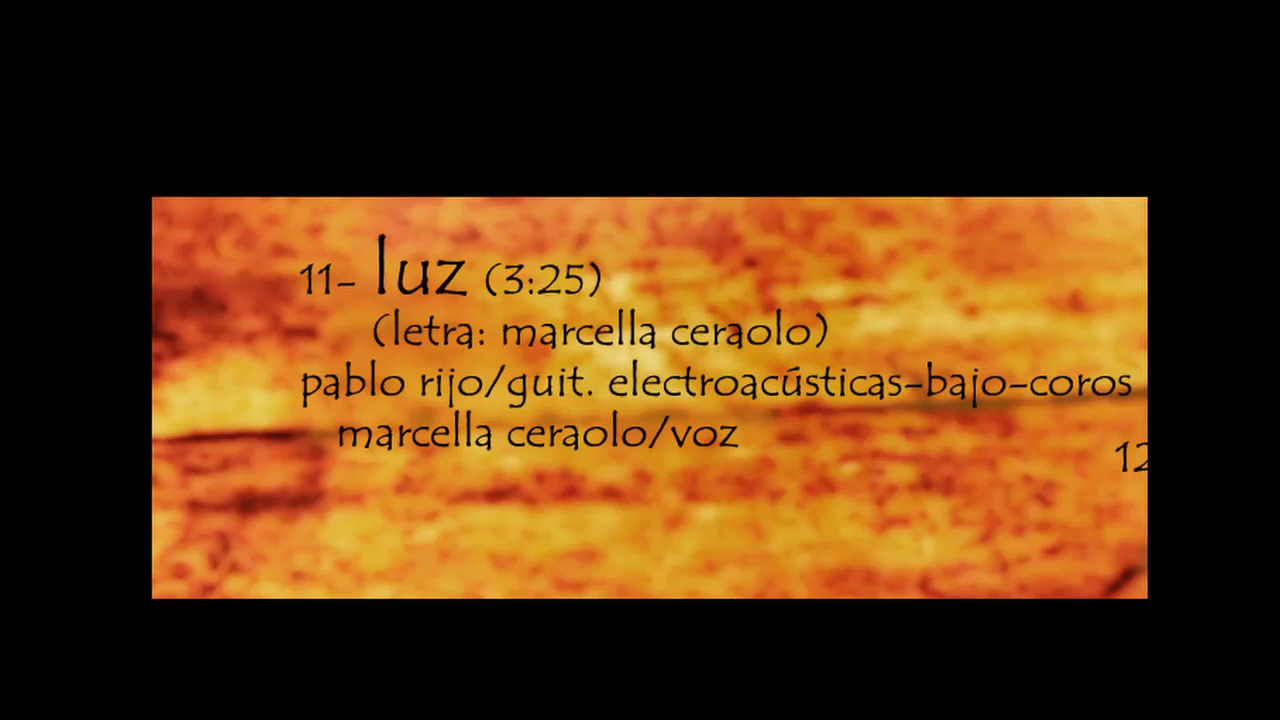 11- luz (3:25)
(letra: marcella ceraolo)
pablo rijo/guit. electroacústicas-bajo-coros
marcella ceraolo/voz
12